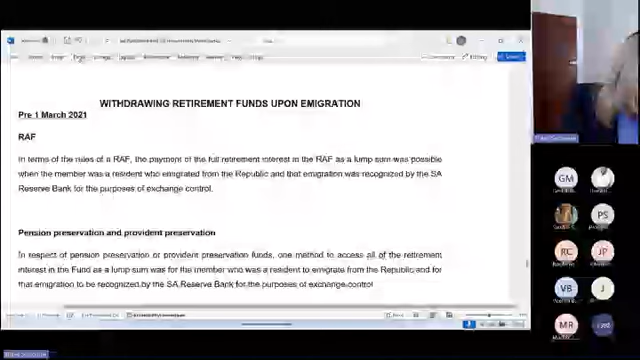 WITHDRAWING RETIREMENT FUNDS UPON EMIGRATION
Pre 1 March 2021
RAF
In terms of the rules of a RAF, the payment of the full retirement interest in the RAF as a lump sum was possible
when the member was a resident who emigrated from the Republic and that emigration was recognized by the SA
Reserve Bank for the purposes of exchange control.
Pension preservation and provident preservation
In respect of pension preservation or provident preservation funds, one method to access all of the retirement
interest in the Fund as a lump sum was for the member who was a resident to emigrate from the Republic and for
that emigration to be recognized by the SA Reserve Bank for the purposes of exchange control
GM
PS
RC
JP
VB
J
MR